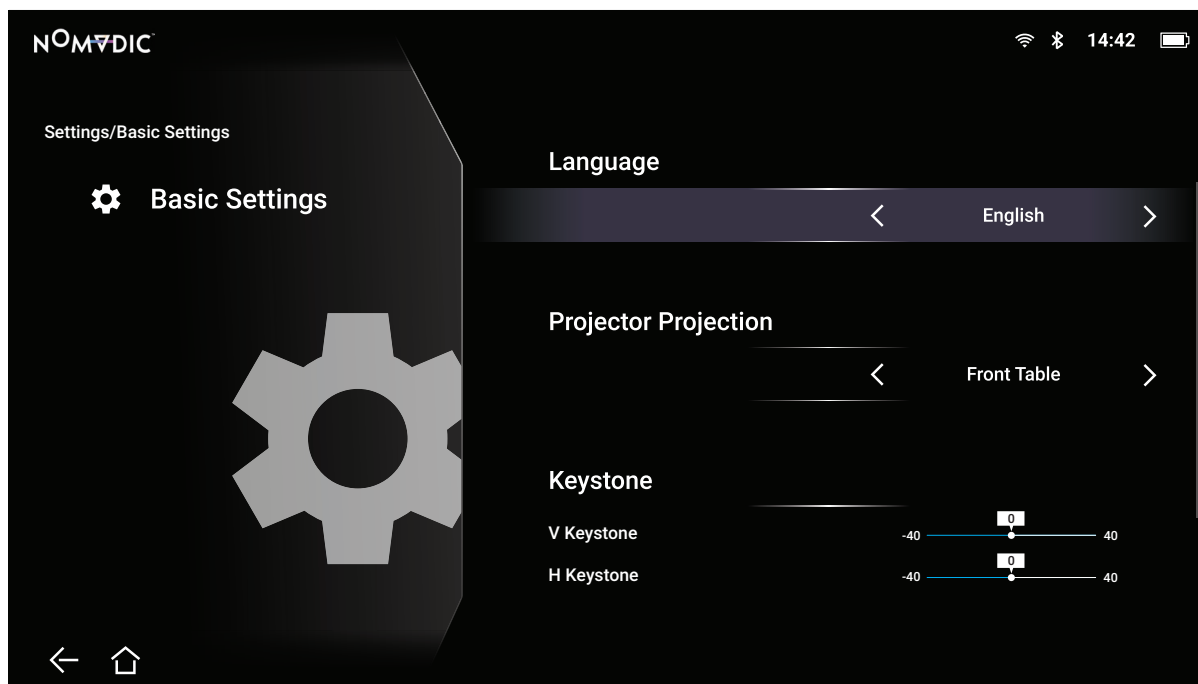 NOMADIC
14:42
Settings/Basic Settings
Basic Settings
Language
English
Projector Projection
Front Table
Keystone
V Keystone
-40
0
40
H Keystone
-40
0
40